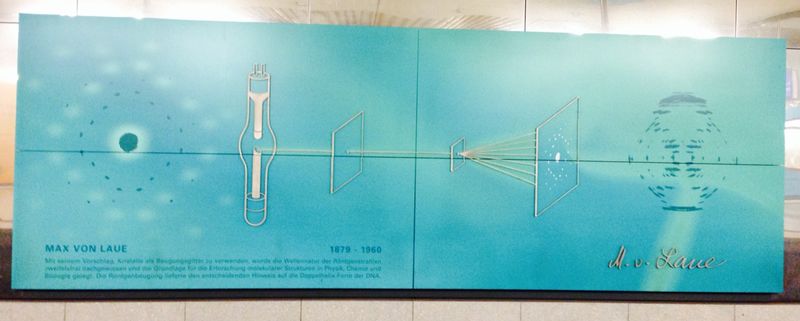 MAX VON LAUE 1879 - 1960
Mit seinem Vorschlag, Kristalle als Beugungsgitter zu verwenden, wurde die Wellennatur der Röntgenstrahlen
zweifelsfrei nachgewiesen und die Grundlage für die Erforschung molekularer Strukturen in Physik, Chemie und
Biologie gelegt. Die Röntgenbeugung lieferte den entscheidenden Hinweis auf die Doppelhelix-Form der DNA.
M. v. Laue